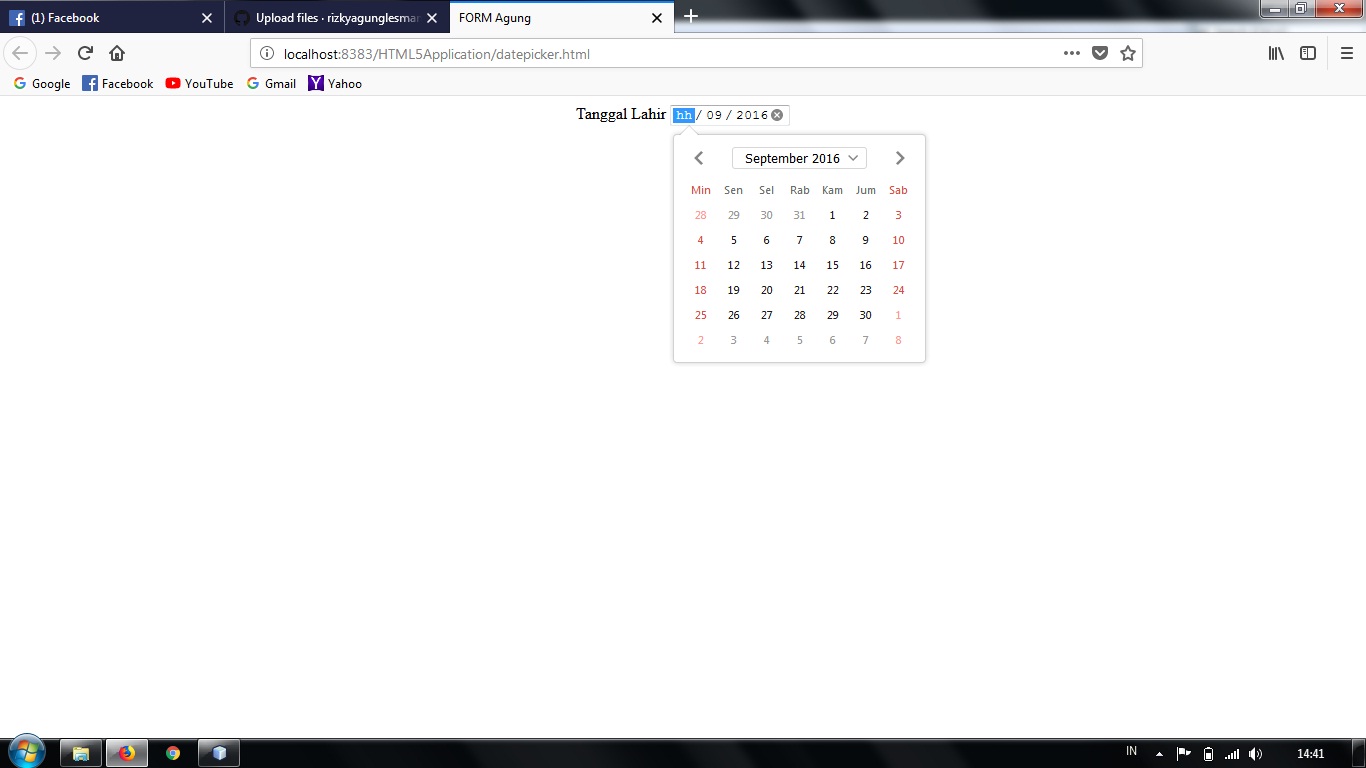 (1) Facebook
Upload files · rizkyagunglesma
FORM Agung
localhost:8383/HTML5Application/datepicker.html
Google Facebook YouTube Gmail Yahoo
Tanggal Lahir hh / 09 / 2016
September 2016
Min Sen Sel Rab Kam Jum Sab
28 29 30 31 1 2 3
4 5 6 7 8 9 10
11 12 13 14 15 16 17
18 19 20 21 22 23 24
25 26 27 28 29 30 1
2 3 4 5 6 7 8
IN 14:41